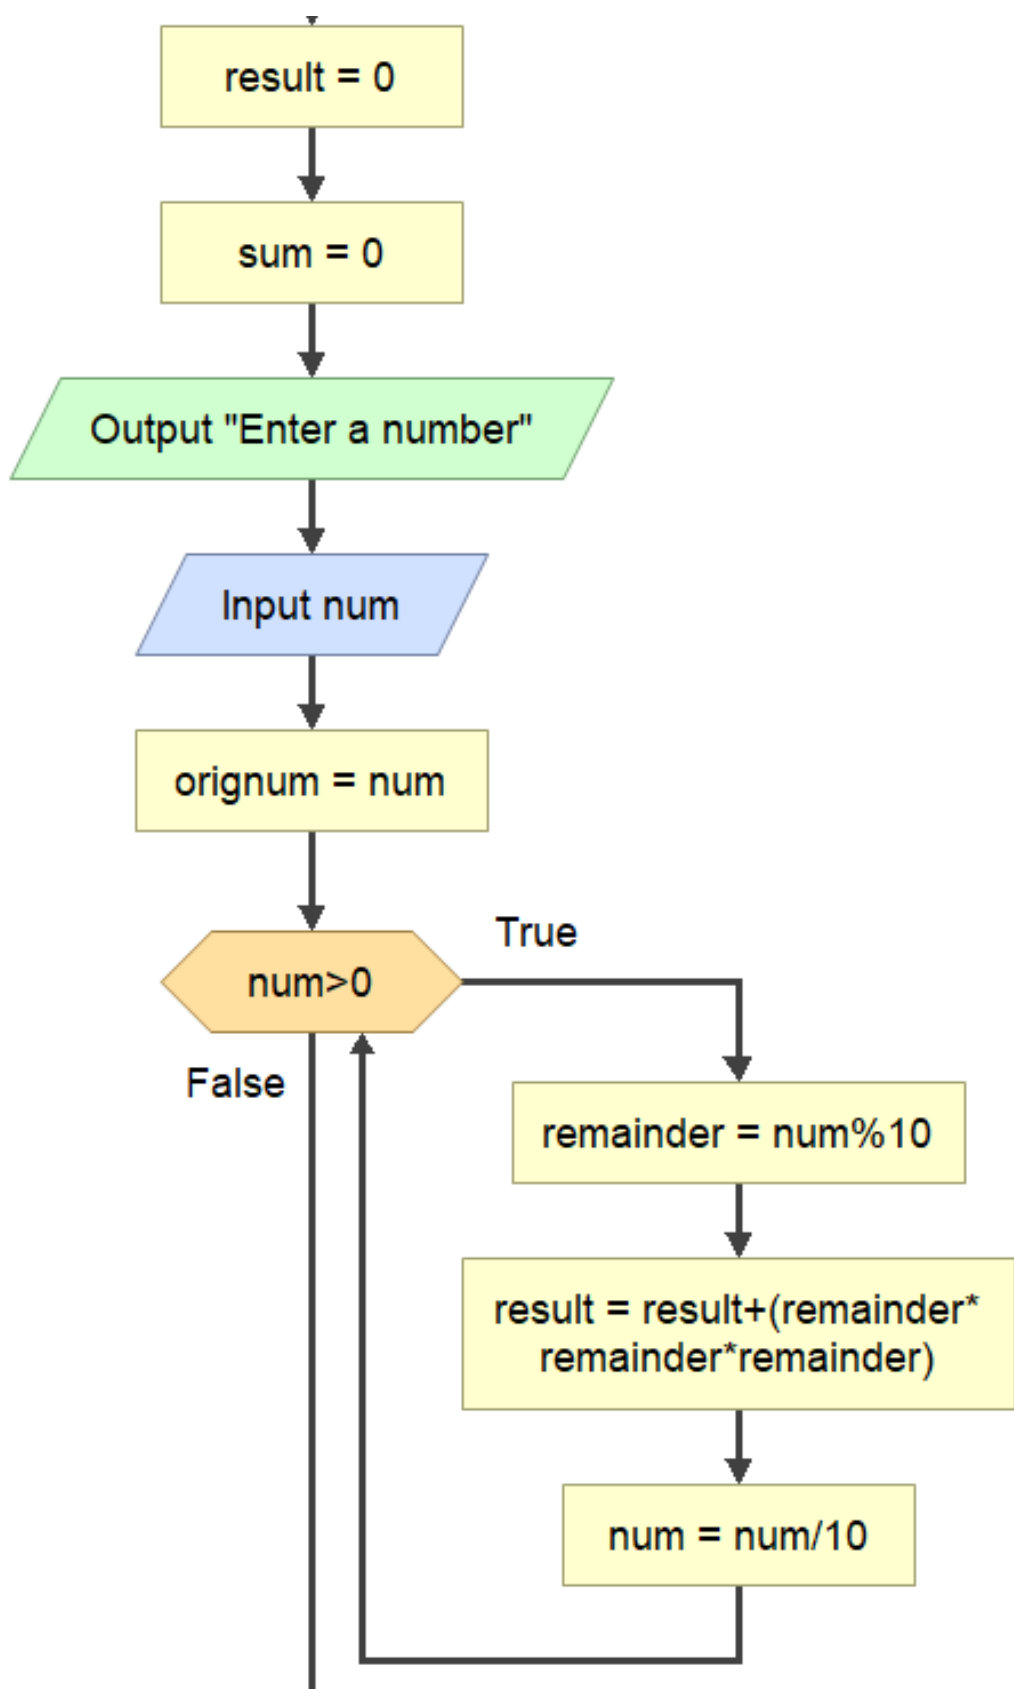 result = 0
sum = 0
Output "Enter a number"
Input num
orignum = num
True
num>0
False
remainder = num%10
result = result+(remainder*
remainder*remainder)
num = num/10